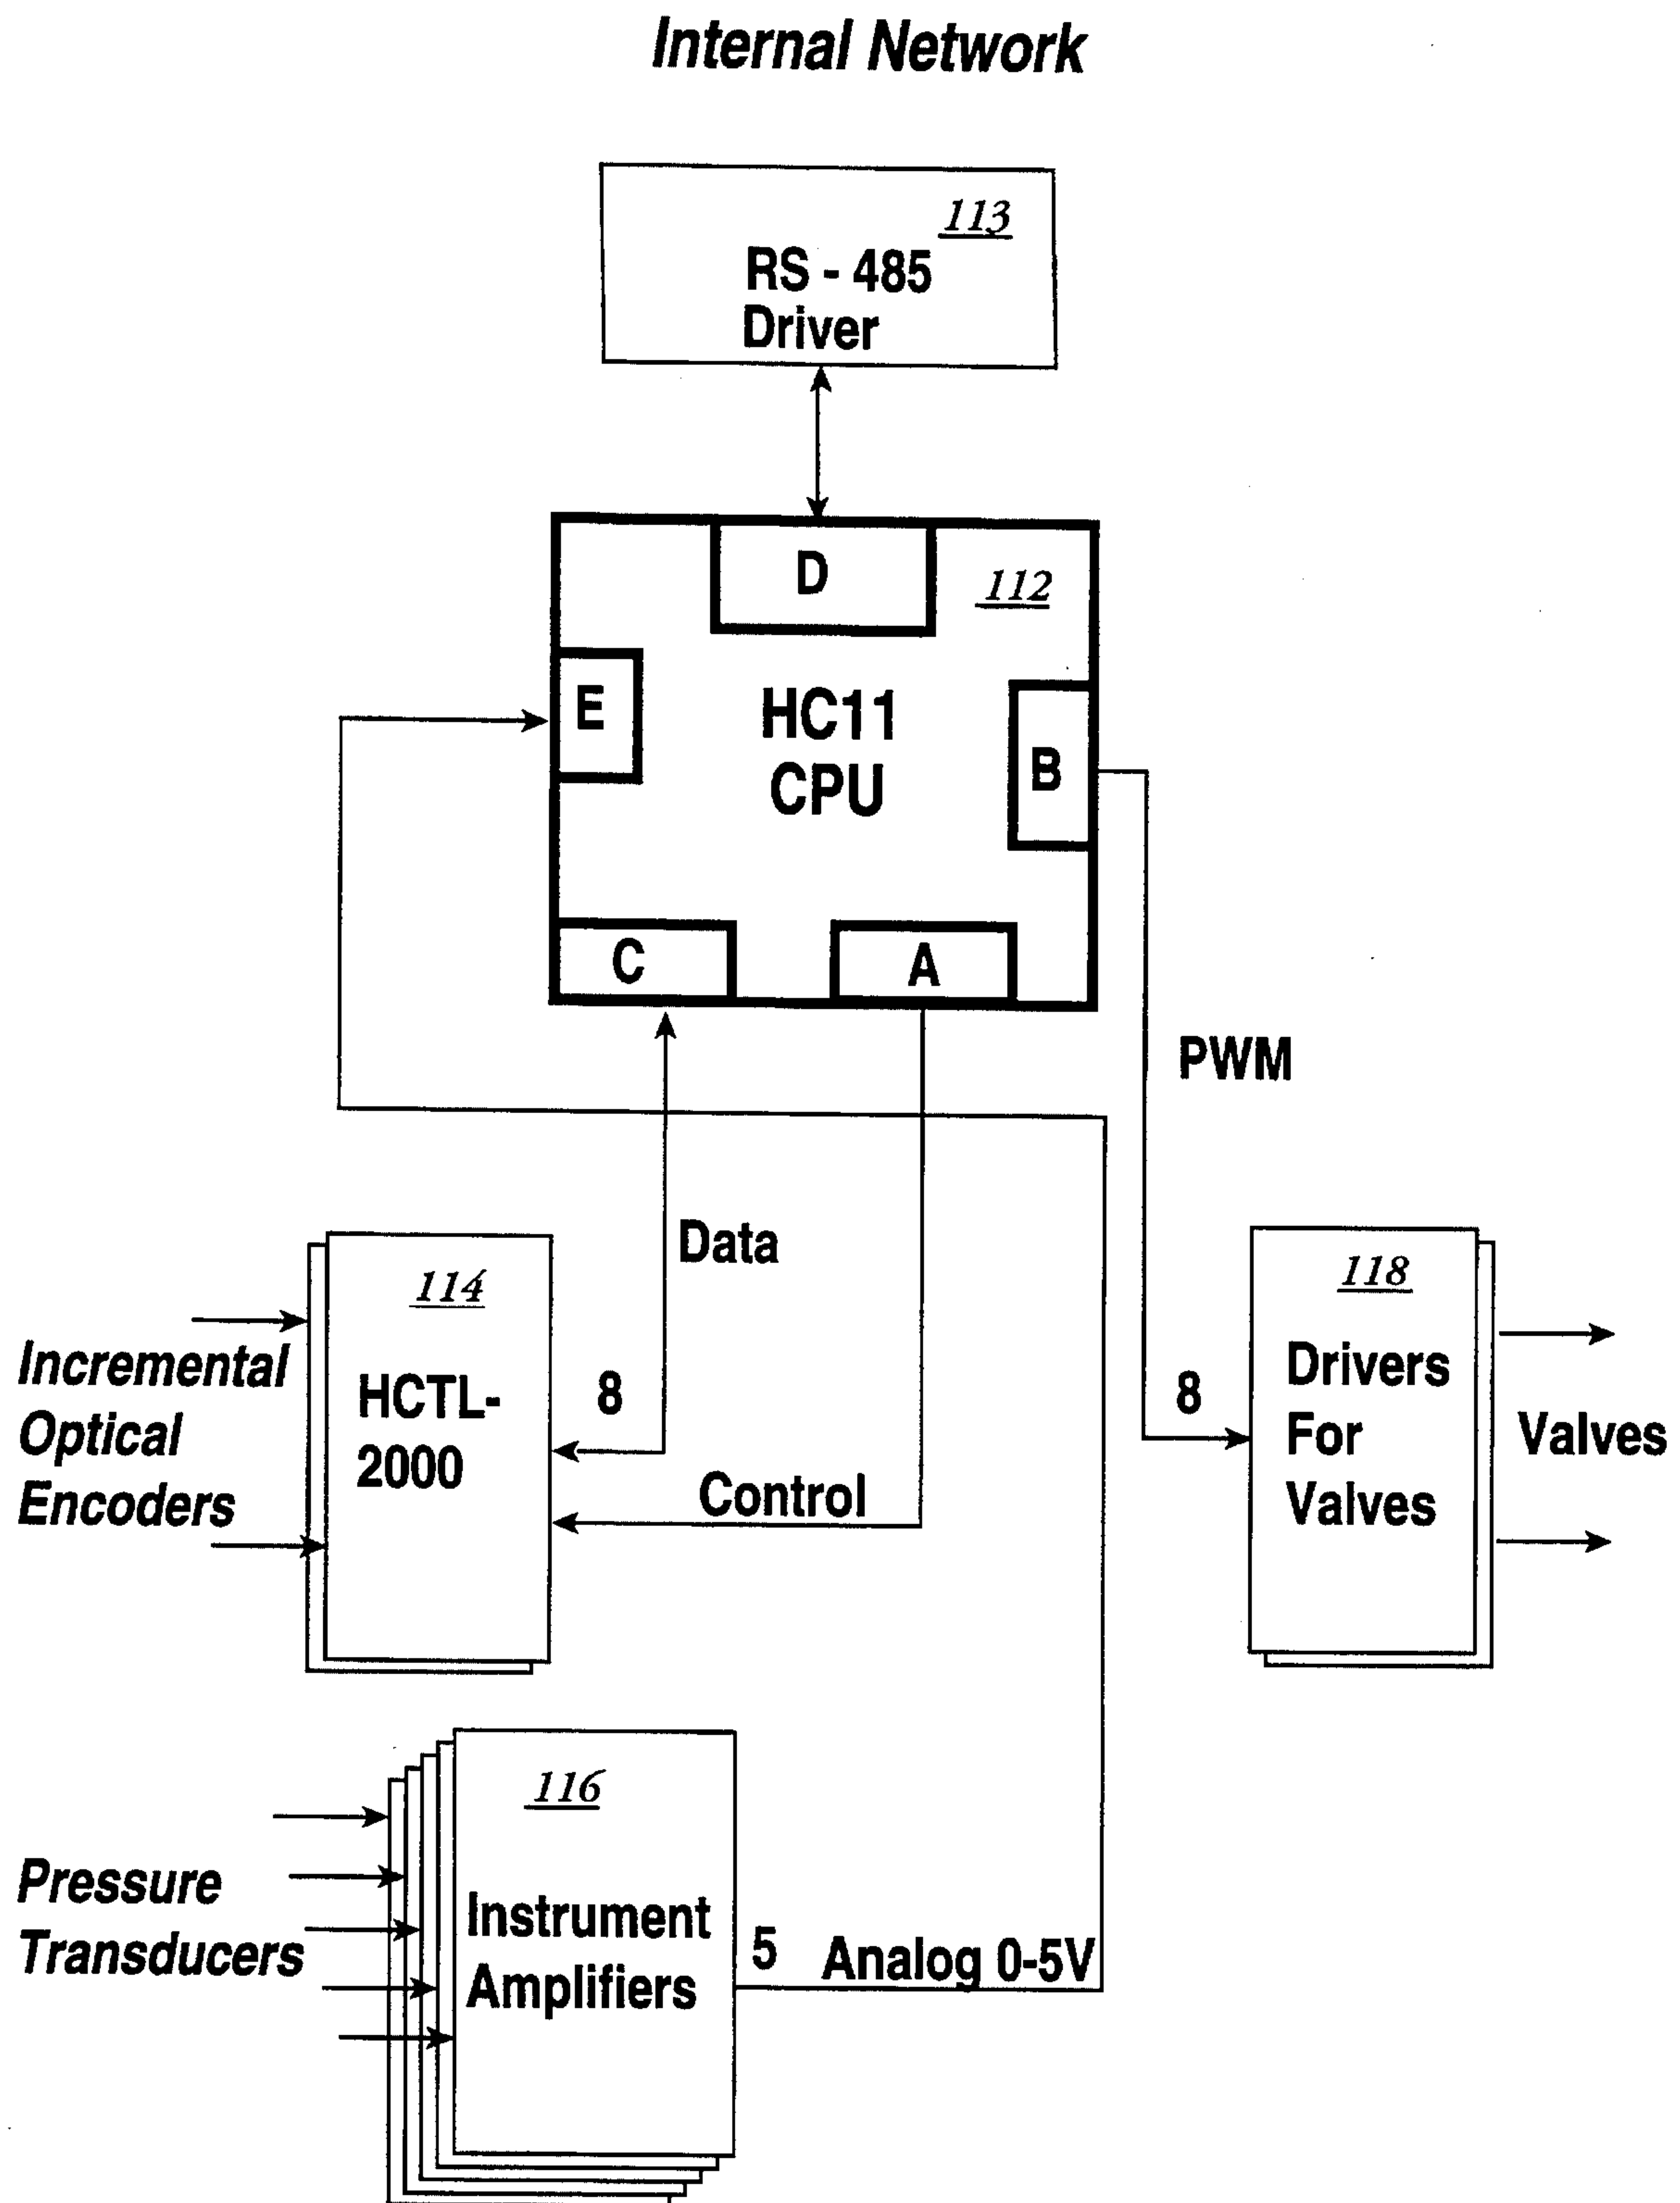 Internal Network
113
RS - 485
Driver
D
112
E
HC11
CPU
B
C
A
PWM
Data
114
HCTL-
2000
8
Control
Incremental
Optical
Encoders
118
Drivers
For
Valves
8
Valves
116
Instrument
Amplifiers
Pressure
Transducers
5
Analog 0-5V